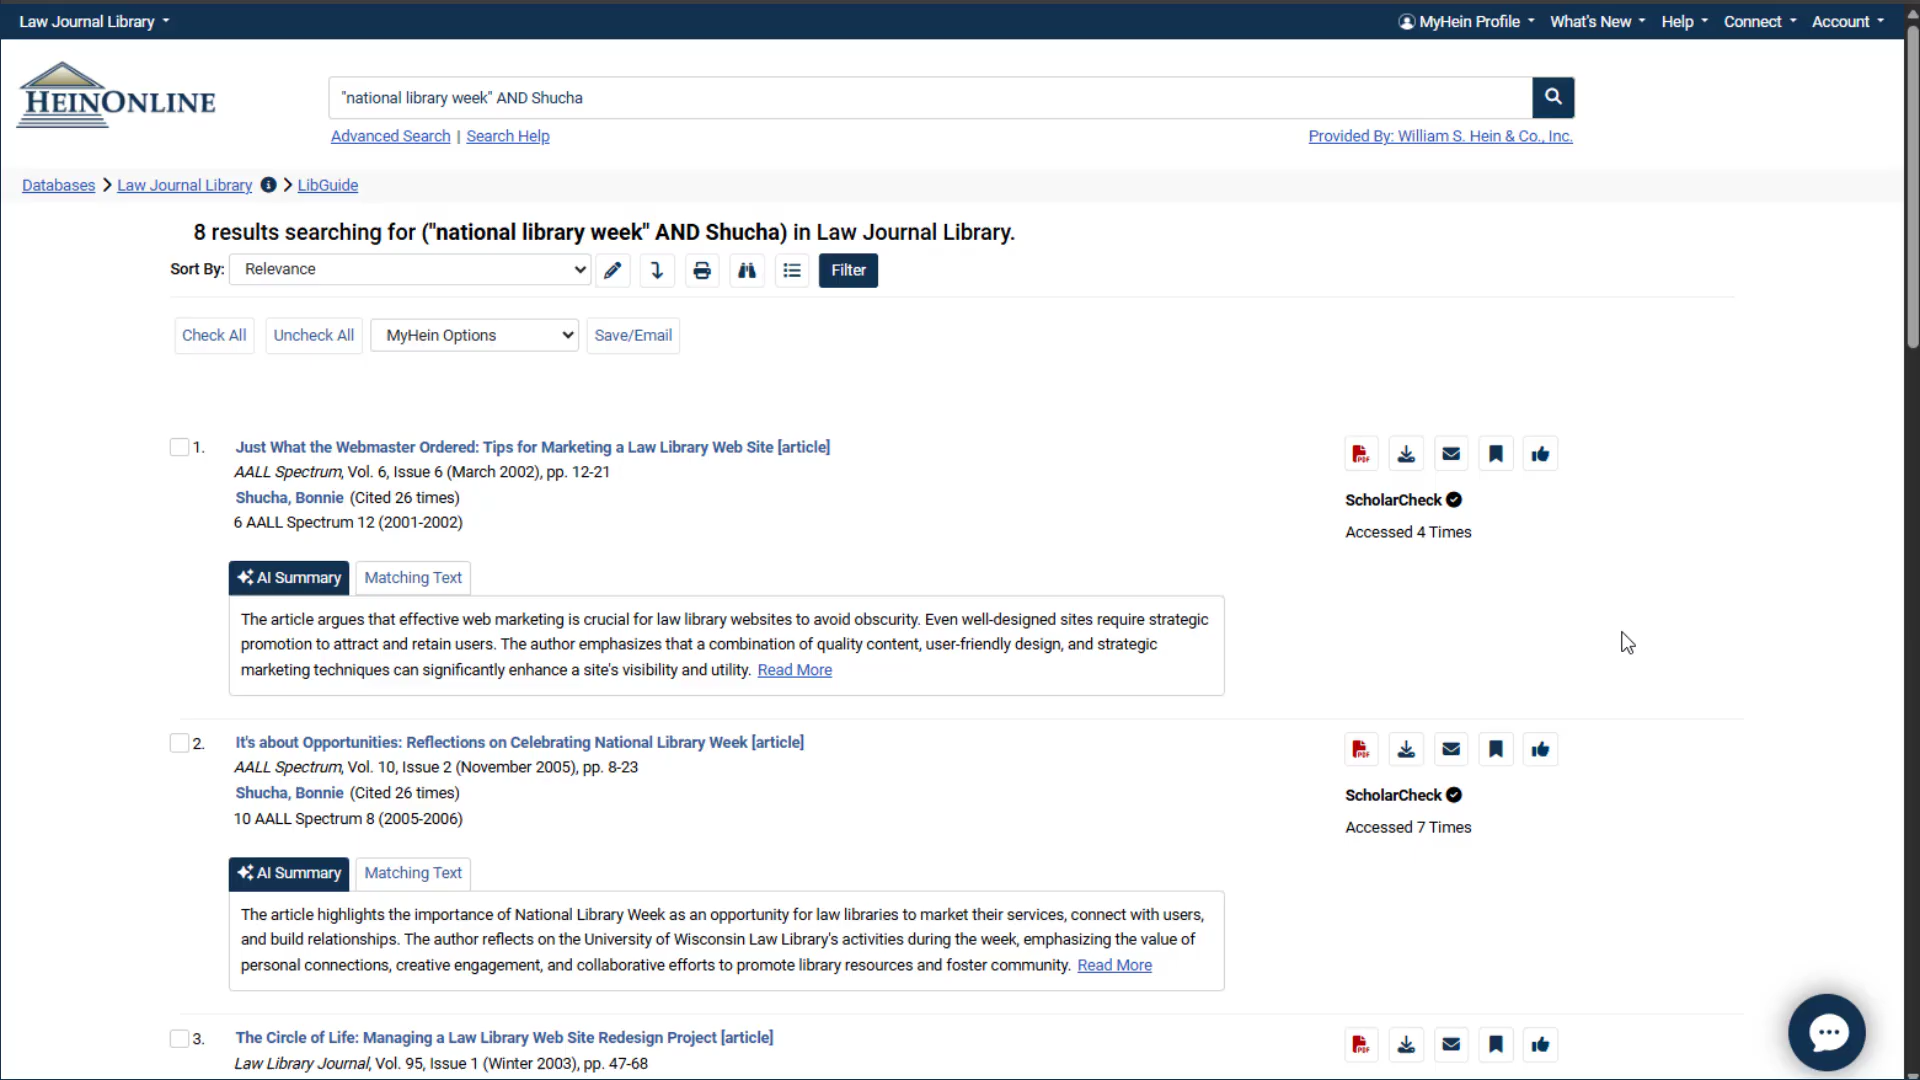 Law Journal Library
MyHein Profile What's New Help Connect Account
HEINONLINE
"national library week" AND Shucha
Advanced Search | Search Help
Provided By: William S. Hein & Co., Inc.
Databases Law Journal Library LibGuide
8 results searching for ("national library week" AND Shucha) in Law Journal Library.
Sort By: Relevance Filter
Check All Uncheck All MyHein Options Save/Email
1. Just What the Webmaster Ordered: Tips for Marketing a Law Library Web Site [article]
AALL Spectrum, Vol. 6, Issue 6 (March 2002), pp. 12-21
Shucha, Bonnie (Cited 26 times)
6 AALL Spectrum 12 (2001-2002)
PDF
ScholarCheck
Accessed 4 Times
AI Summary Matching Text
The article argues that effective web marketing is crucial for law library websites to avoid obscurity. Even well-designed sites require strategic
promotion to attract and retain users. The author emphasizes that a combination of quality content, user-friendly design, and strategic
marketing techniques can significantly enhance a site's visibility and utility. Read More
2. It's about Opportunities: Reflections on Celebrating National Library Week [article]
AALL Spectrum, Vol. 10, Issue 2 (November 2005), pp. 8-23
Shucha, Bonnie (Cited 26 times)
10 AALL Spectrum 8 (2005-2006)
PDF
ScholarCheck
Accessed 7 Times
AI Summary Matching Text
The article highlights the importance of National Library Week as an opportunity for law libraries to market their services, connect with users,
and build relationships. The author reflects on the University of Wisconsin Law Library's activities during the week, emphasizing the value of
personal connections, creative engagement, and collaborative efforts to promote library resources and foster community. Read More
3. The Circle of Life: Managing a Law Library Web Site Redesign Project [article]
Law Library Journal, Vol. 95, Issue 1 (Winter 2003), pp. 47-68
PDF